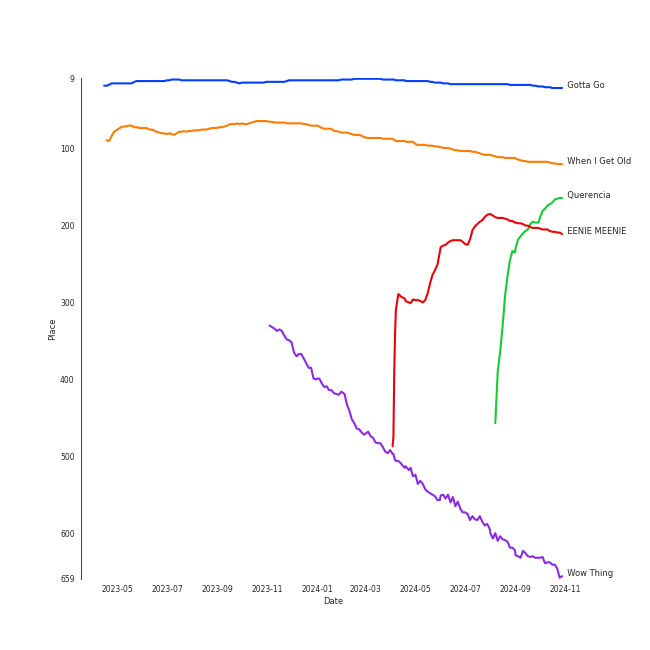 9
100
200
300
400
500
600
659
Place
2023-05
2023-07
2023-09
2023-11
2024-01
2024-03
2024-05
2024-07
2024-09
2024-11
Date
Gotta Go
When I Get Old
Querencia
EENIE MEENIE
Wow Thing